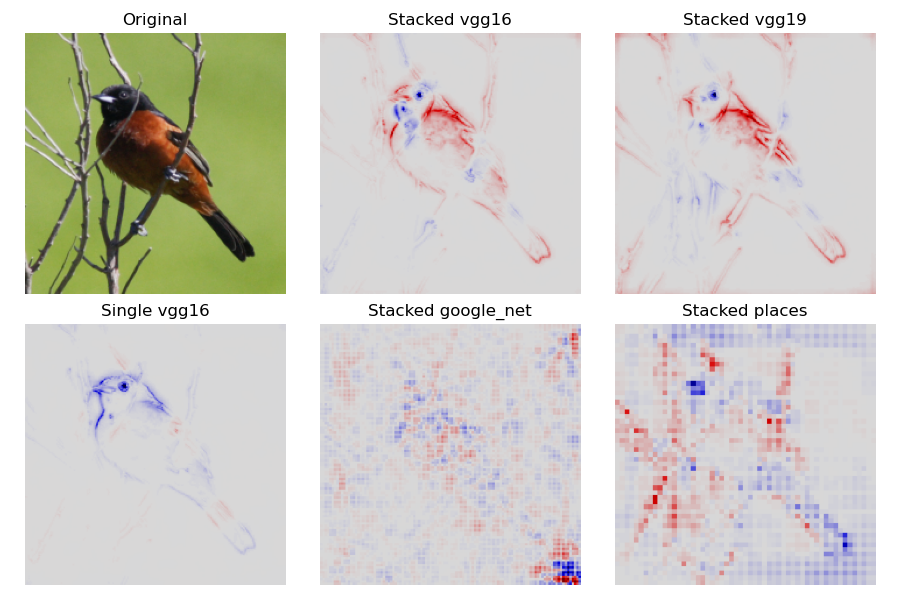 Original
Stacked vgg16
Stacked vgg19
Single vgg16
Stacked google_net
Stacked places